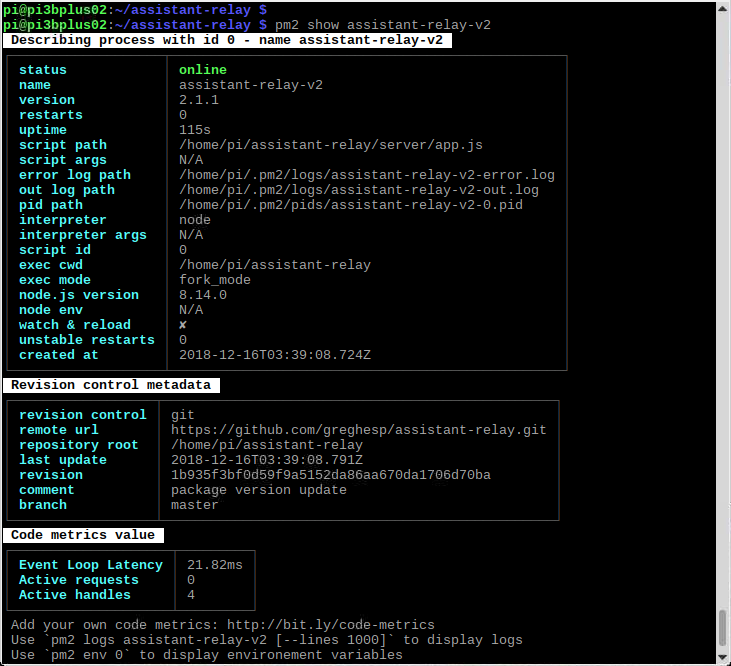 pi@pi3bplus02:~/assistant-relay $
pi@pi3bplus02:~/assistant-relay $ pm2 show assistant-relay-v2
Describing process with id 0 - name assistant-relay-v2
status online
name assistant-relay-v2
version 2.1.1
restarts 0
uptime 115s
script path /home/pi/assistant-relay/server/app.js
script args N/A
error log path /home/pi/.pm2/logs/assistant-relay-v2-error.log
out log path /home/pi/.pm2/logs/assistant-relay-v2-out.log
pid path /home/pi/.pm2/pids/assistant-relay-v2-0.pid
interpreter node
interpreter args N/A
script id 0
exec cwd /home/pi/assistant-relay
exec mode fork_mode
node.js version 8.14.0
node env N/A
watch & reload ✘
unstable restarts 0
created at 2018-12-16T03:39:08.724Z
Revision control metadata
revision control git
remote url https://github.com/greghesp/assistant-relay.git
repository root /home/pi/assistant-relay
last update 2018-12-16T03:39:08.791Z
revision 1b935f3bf0d59f9a5152da86aa670da1706d70ba
comment package version update
branch master
Code metrics value
Event Loop Latency 21.82ms
Active requests 0
Active handles 4
Add your own code metrics: http://bit.ly/code-metrics
Use `pm2 logs assistant-relay-v2 [--lines 1000]` to display logs
Use `pm2 env 0` to display environement variables